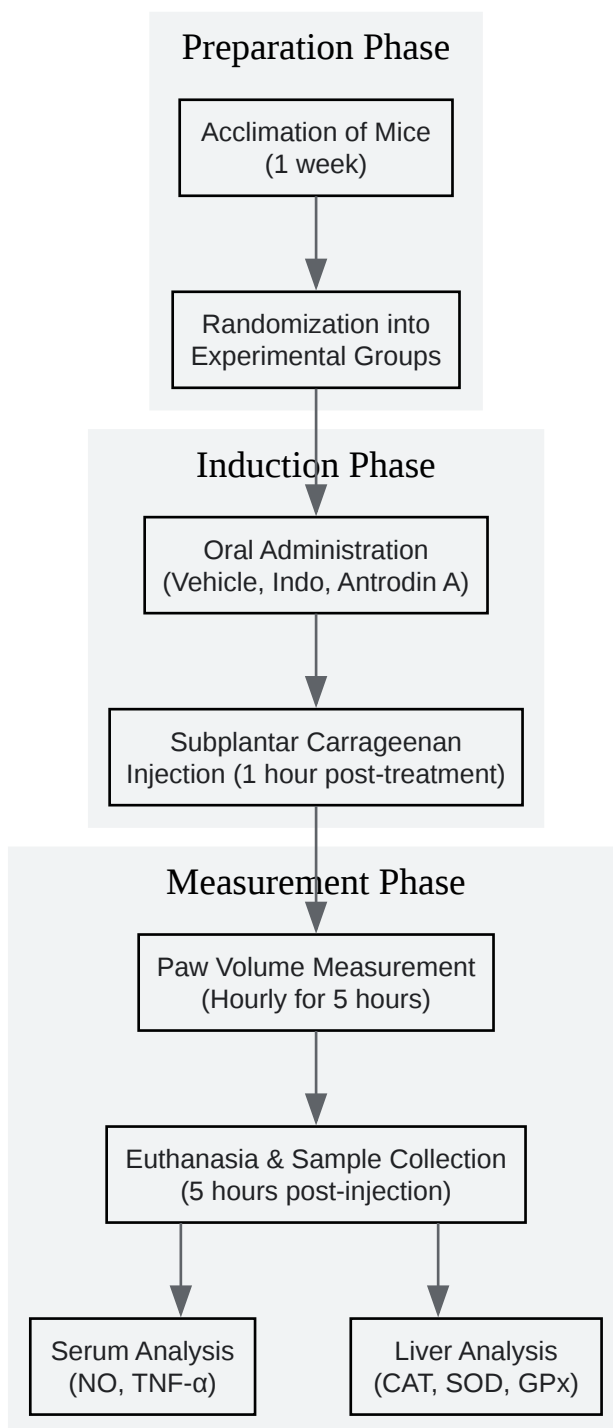 Preparation Phase
Acclimation of Mice
(1 week)
Randomization into
Experimental Groups
Induction Phase
Oral Administration
(Vehicle, Indo, Antrodin A)
Subplantar Carrageenan
Injection (1 hour post-treatment)
Measurement Phase
Paw Volume Measurement
(Hourly for 5 hours)
Euthanasia & Sample Collection
(5 hours post-injection)
Serum Analysis
(NO, TNF-α)
Liver Analysis
(CAT, SOD, GPx)